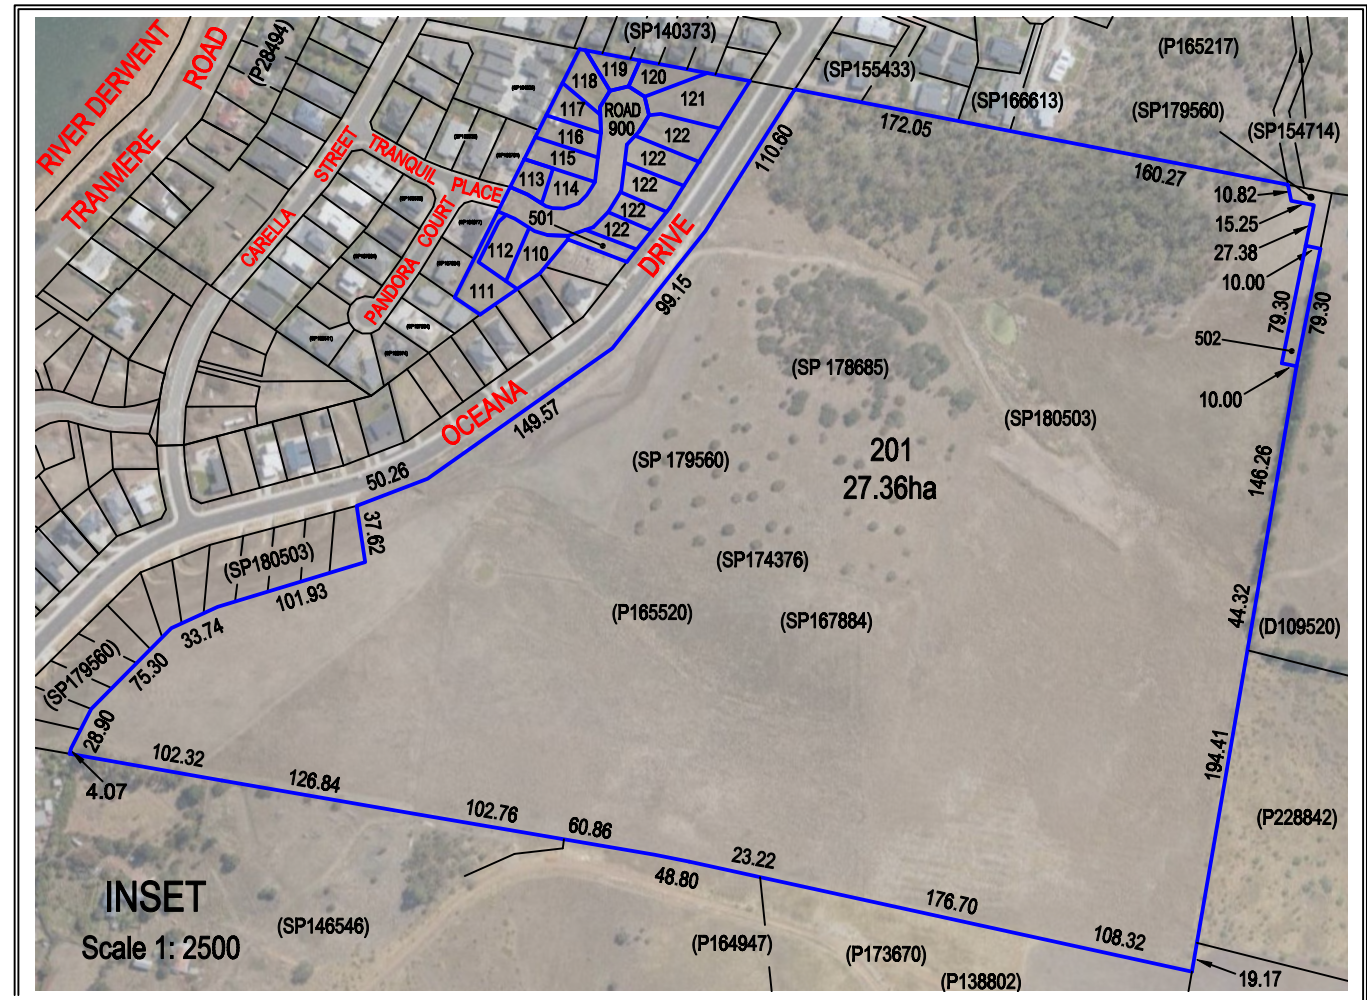 (SP140373)
(P165217)
RIVER DERWENT
ROAD
(P28494)
(SP155433)
(SP166613)
(SP179560)
(SP154714)
TANMERE
STREET
TRANQUIL
PLACE
CARELLA
COURT
PANDORA
119
120
118
121
117
ROAD
900
116
122
115
122
113
114
122
501
122
112
110
122
111
DRIVE
110.60
172.05
160.27
10.82
15.25
27.38
10.00
79.30
79.30
502
10.00
99.15
(SP 178685)
(SP180503)
OCEANA
149.57
(SP 179560)
201
27.36ha
146.26
50.26
37.62
(SP180503)
(SP174376)
101.93
(P165520)
(SP167884)
44.32
(D109520)
33.74
(SP179560)
75.30
28.90
4.07
102.32
126.84
102.76
60.86
194.41
(P228842)
23.22
48.80
176.70
108.32
INSET
Scale 1: 2500
(SP146546)
(P164947)
(P173670)
(P138802)
19.17